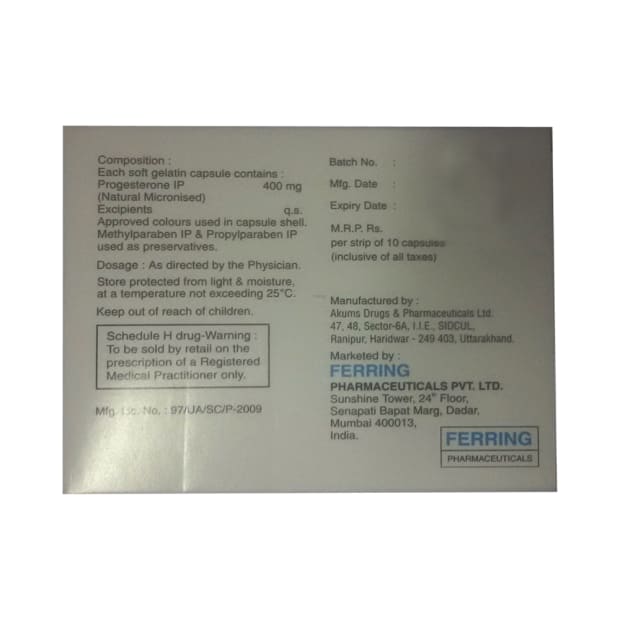 Composition :
Each soft gelatin capsule contains :
Progesterone IP 400 mg
(Natural Micronised)
Excipients q.s.
Approved colours used in capsule shell.
Methylparaben IP & Propylparaben IP
used as preservatives.
Dosage : As directed by the Physician.
Store protected from light & moisture,
at a temperature not exceeding 25°C.
Keep out of reach of children.
Schedule H drug-Warning :
To be sold by retail on the
prescription of a Registered
Medical Practitioner only.
Mfg. Lic. No. : 97/UA/SC/P-2009
Batch No. :
Mfg. Date :
Expiry Date :
M.R.P. Rs.
per strip of 10 capsules
(inclusive of all taxes)
Manufactured by :
Akums Drugs & Pharmaceuticals Ltd.
47, 48, Sector-6A, I.I.E., SIDCUL,
Ranipur, Haridwar - 249 403, Uttarakhand.
Marketed by :
FERRING
PHARMACEUTICALS PVT. LTD.
Sunshine Tower, 24th Floor,
Senapati Bapat Marg, Dadar,
Mumbai 400013,
India.
FERRING
PHARMACEUTICALS